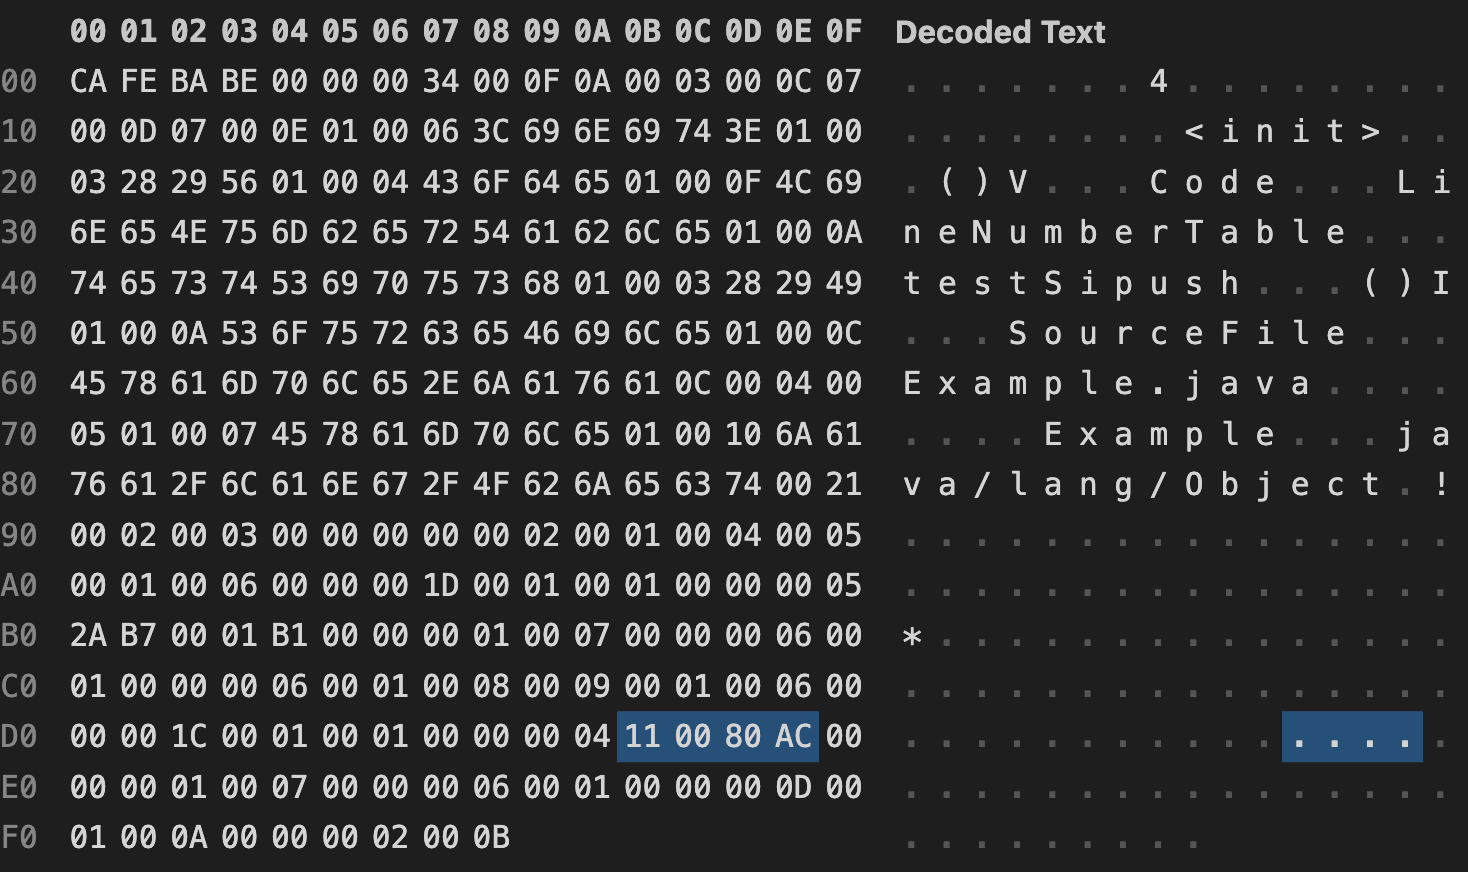 00 01 02 03 04 05 06 07 08 09 0A 0B 0C 0D 0E 0F Decoded Text
00 CA FE BA BE 00 00 00 34 00 0F 0A 00 03 00 0C 07 . . . . . . . 4 . . . . . . . .
10 00 0D 07 00 0E 01 00 06 3C 69 6E 69 74 3E 01 00 . . . . . . . . < i n i t > . .
20 03 28 29 56 01 00 04 43 6F 64 65 01 00 0F 4C 69 . ( ) V . . . C o d e . . . L i
30 6E 65 4E 75 6D 62 65 72 54 61 62 6C 65 01 00 0A n e N u m b e r T a b l e . . .
40 74 65 73 74 53 69 70 75 73 68 01 00 03 28 29 49 t e s t S i p u s h . . . ( ) I
50 01 00 0A 53 6F 75 72 63 65 46 69 6C 65 01 00 0C . . . S o u r c e F i l e . . .
60 45 78 61 6D 70 6C 65 2E 6A 61 76 61 0C 00 04 00 E x a m p l e . j a v a . . . .
70 05 01 00 07 45 78 61 6D 70 6C 65 01 00 10 6A 61 . . . . E x a m p l e . . . j a
80 76 61 2F 6C 61 6E 67 2F 4F 62 6A 65 63 74 00 21 v a / l a n g / O b j e c t . !
90 00 02 00 03 00 00 00 00 00 02 00 01 00 04 00 05 . . . . . . . . . . . . . . . .
A0 00 01 00 06 00 00 00 1D 00 01 00 01 00 00 00 05 . . . . . . . . . . . . . . . .
B0 2A B7 00 01 B1 00 00 00 01 00 07 00 00 00 06 00 * . . . . . . . . . . . . . . .
C0 01 00 00 00 06 00 01 00 08 00 09 00 01 00 06 00 . . . . . . . . . . . . . . . .
D0 00 00 1C 00 01 00 01 00 00 00 04 11 00 80 AC 00 . . . . . . . . . . . . . . . .
E0 00 00 01 00 07 00 00 00 06 00 01 00 00 00 0D 00 . . . . . . . . . . . . . . . .
F0 01 00 0A 00 00 00 02 00 0B . . . . . . . . .